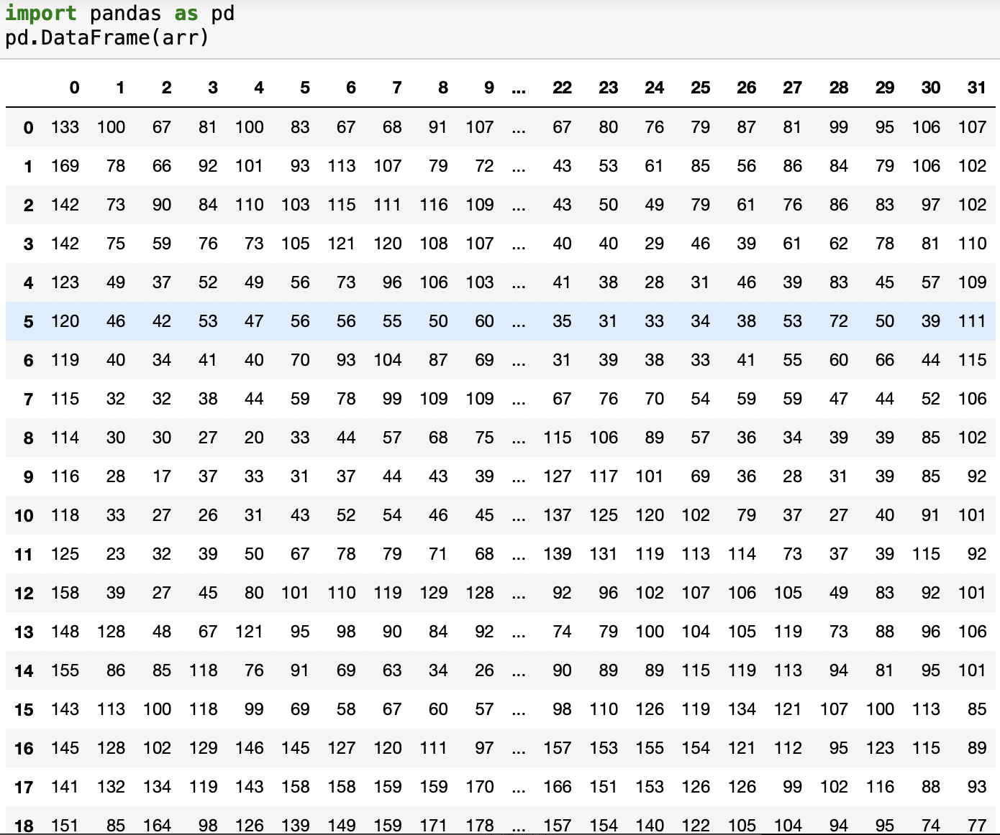 import pandas as pd
pd.DataFrame(arr)
0 1 2 3 4 5 6 7 8 9 ... 22 23 24 25 26 27 28 29 30 31
0 133 100 67 81 100 83 67 68 91 107 ... 67 80 76 79 87 81 99 95 106 107
1 169 78 66 92 101 93 113 107 79 72 ... 43 53 61 85 56 86 84 79 106 102
2 142 73 90 84 110 103 115 111 116 109 ... 43 50 49 79 61 76 86 83 97 102
3 142 75 59 76 73 105 121 120 108 107 ... 40 40 29 46 39 61 62 78 81 110
4 123 49 37 52 49 56 73 96 106 103 ... 41 38 28 31 46 39 83 45 57 109
5 120 46 42 53 47 56 56 55 50 60 ... 35 31 33 34 38 53 72 50 39 111
6 119 40 34 41 40 70 93 104 87 69 ... 31 39 38 33 41 55 60 66 44 115
7 115 32 32 38 44 59 78 99 109 109 ... 67 76 70 54 59 59 47 44 52 106
8 114 30 30 27 20 33 44 57 68 75 ... 115 106 89 57 36 34 39 39 85 102
9 116 28 17 37 33 31 37 44 43 39 ... 127 117 101 69 36 28 31 39 85 92
10 118 33 27 26 31 43 52 54 46 45 ... 137 125 120 102 79 37 27 40 91 101
11 125 23 32 39 50 67 78 79 71 68 ... 139 131 119 113 114 73 37 39 115 92
12 158 39 27 45 80 101 110 119 129 128 ... 92 96 102 107 106 105 49 83 92 101
13 148 128 48 67 121 95 98 90 84 92 ... 74 79 100 104 105 119 73 88 96 106
14 155 86 85 118 76 91 69 63 34 26 ... 90 89 89 115 119 113 94 81 95 101
15 143 113 100 118 99 69 58 67 60 57 ... 98 110 126 119 134 121 107 100 113 85
16 145 128 102 129 146 145 127 120 111 97 ... 157 153 155 154 121 112 95 123 115 89
17 141 132 134 119 143 158 158 159 159 170 ... 166 151 153 126 126 99 102 116 88 93
18 151 85 164 98 126 139 149 159 171 178 ... 157 154 140 122 105 104 94 95 74 77